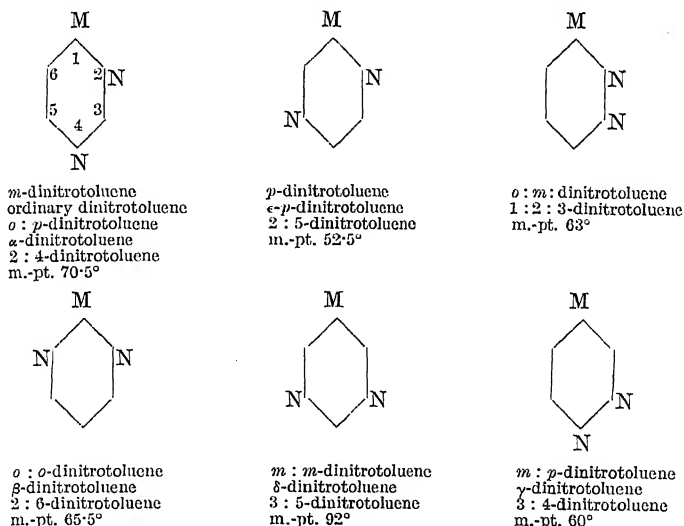 M
1
6 2 N
5 3
4
N
m-dinitrotoluene
ordinary dinitrotoluene
o : p-dinitrotoluene
α-dinitrotoluene
2 : 4-dinitrotoluene
m.-pt. 70·5°
M
N
N
p-dinitrotoluene
ε-p-dinitrotoluene
2 : 5-dinitrotoluene
m.-pt. 52·5°
M
N
N
o : m : dinitrotoluene
1 : 2 : 3-dinitrotoluene
m.-pt. 63°
M
N N
o : o-dinitrotoluene
β-dinitrotoluene
2 : 6-dinitrotoluene
m.-pt. 65·5°
M
N N
m : m-dinitrotoluene
δ-dinitrotoluene
3 : 5-dinitrotoluene
m.-pt. 92°
M
N
N
m : p-dinitrotoluene
γ-dinitrotoluene
3 : 4-dinitrotoluene
m.-pt. 60°